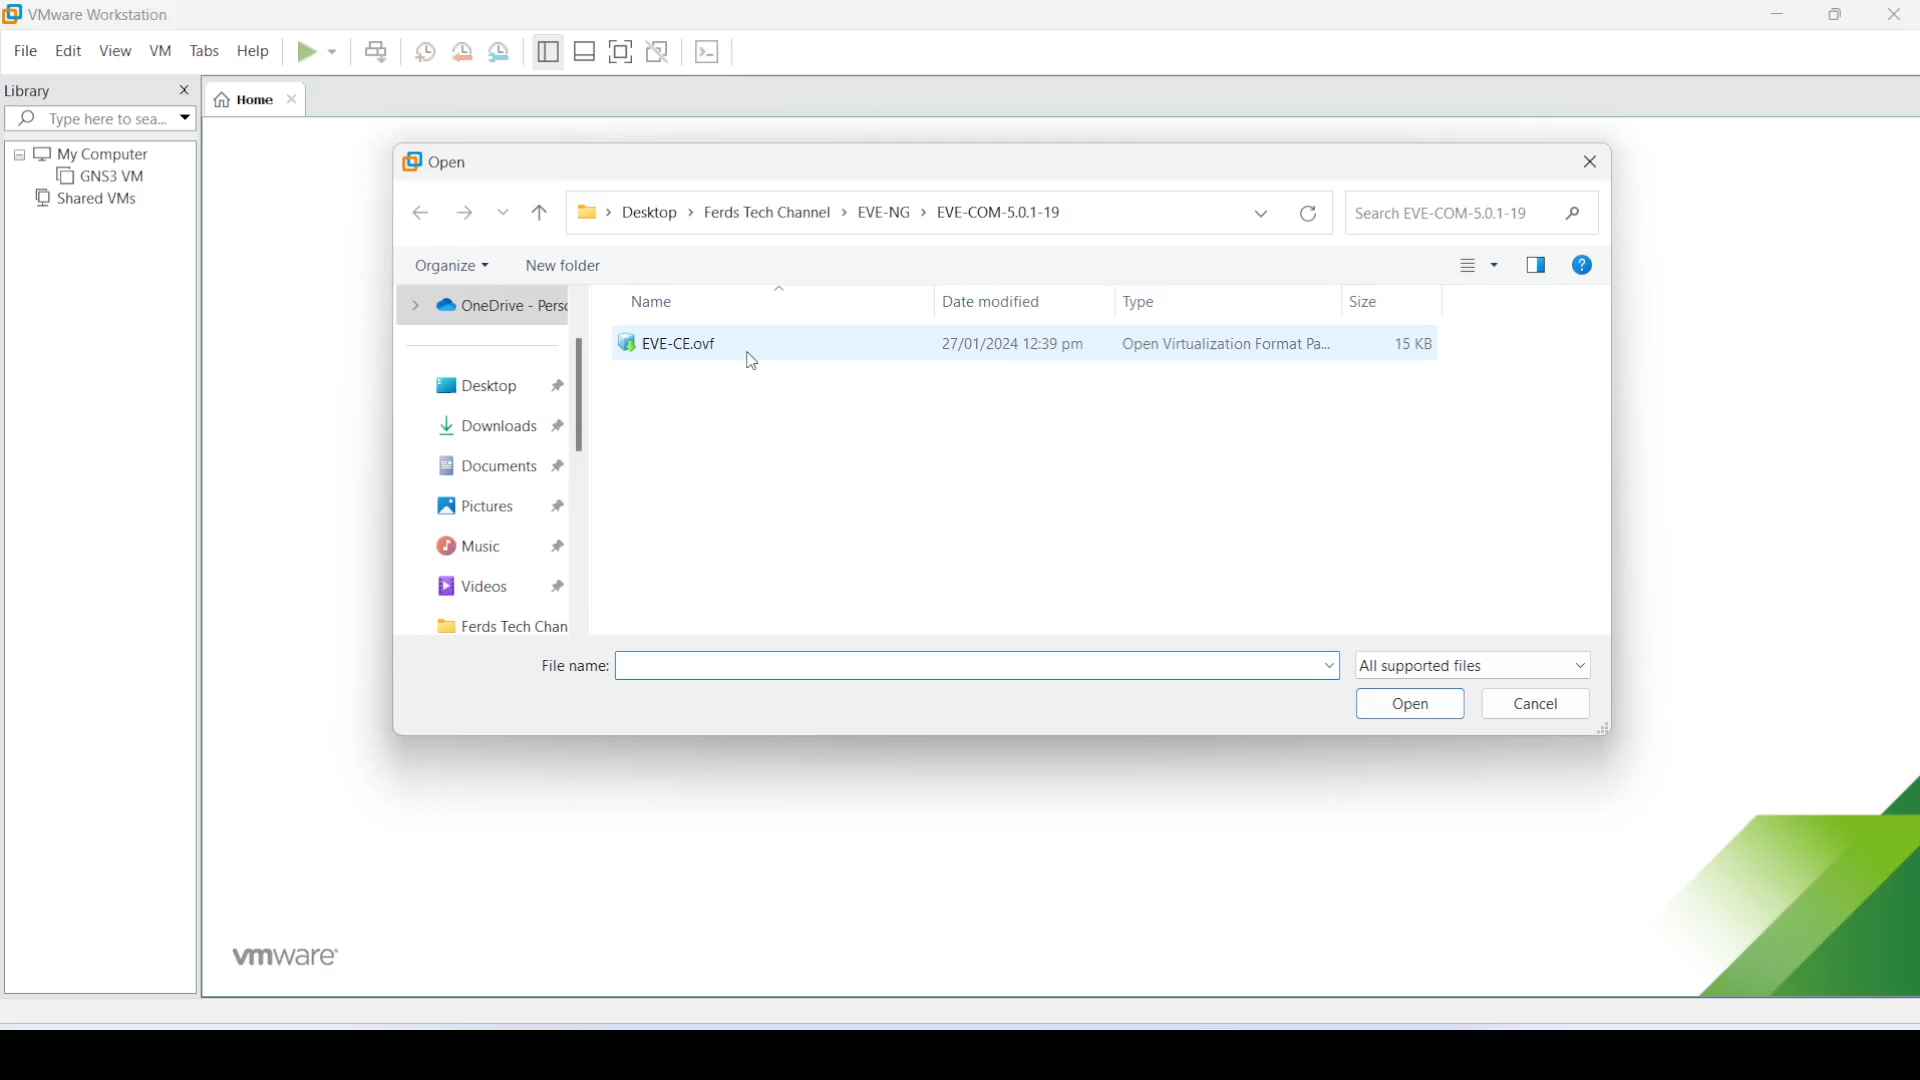 VMware Workstation
File Edit View VM Tabs Help
Library
Home
Type here to sea...
My Computer
GNS3 VM
Shared VMs
Open
Desktop › Ferds Tech Channel › EVE-NG › EVE-COM-5.0.1-19
Search EVE-COM-5.0.1-19
Organize New folder
OneDrive - Perso
Name Date modified Type Size
EVE-CE.ovf 27/01/2024 12:39 pm Open Virtualization Format Pa... 15 KB
Desktop
Downloads
Documents
Pictures
Music
Videos
Ferds Tech Chan
File name: All supported files
Open Cancel
vmware